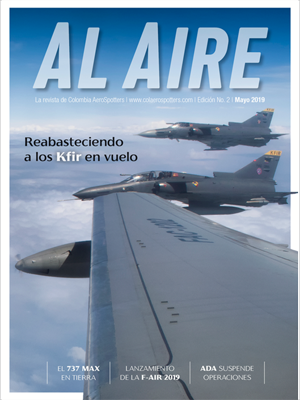 AL AIRE
La revista de Colombia AeroSpotters / www.colaerospotters.com / Edición No. 2 / Mayo 2019
Reabasteciendo
a los Kfir en vuelo
EL 737 MAX
EN TIERRA
LANZAMIENTO
DE LA F-AIR 2019
ADA SUSPENDE
OPERACIONES